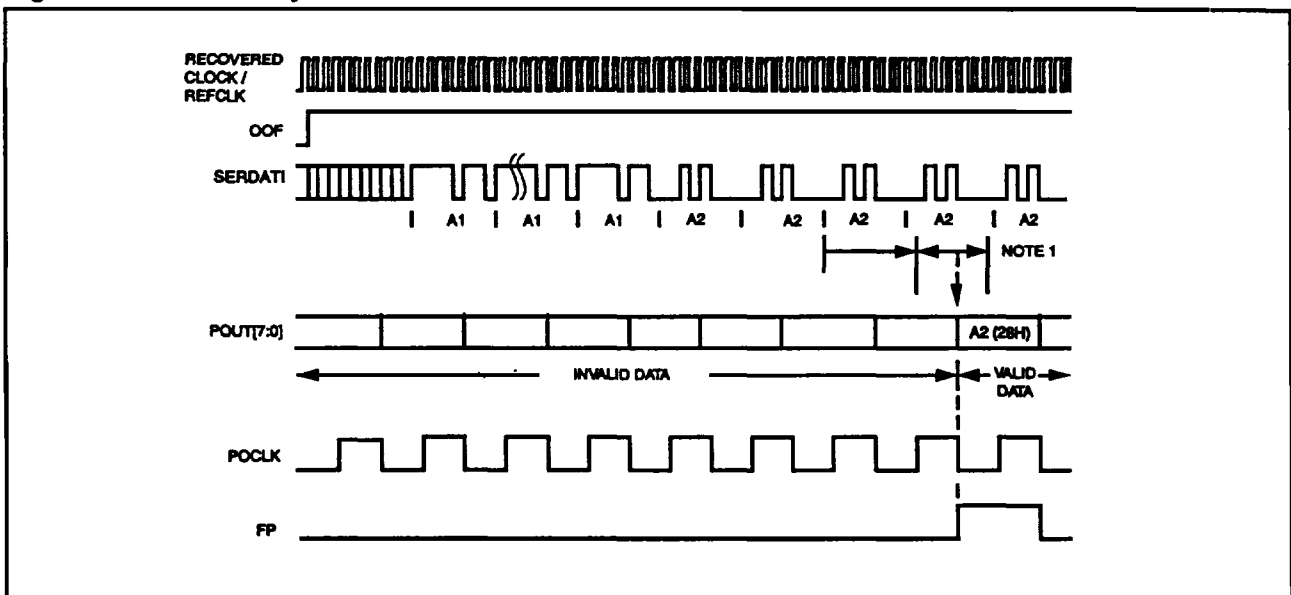 RECOVERED
CLOCK /
REFCLK
OOF
SERDATI
A1 A1 A1 A2 A2 A2 A2 A2
NOTE 1
POUT[7:0]
A2 (28H)
INVALID DATA
VALID
DATA
POCLK
FP